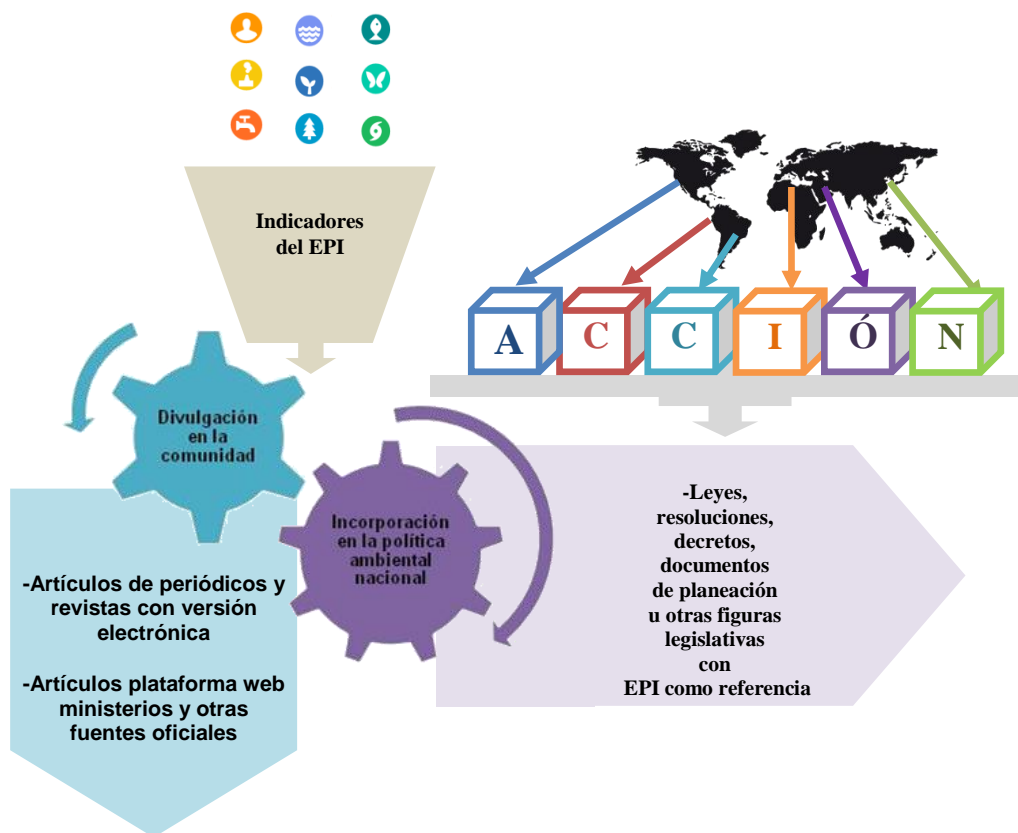 Indicadores
del EPI
A C C I Ó N
Divulgación
en la
comunidad
Incorporación
en la política
ambiental
nacional
-Artículos de periódicos y
revistas con versión
electrónica
-Artículos plataforma web
ministerios y otras
fuentes oficiales
-Leyes,
resoluciones,
decretos,
documentos
de planeación
u otras figuras
legislativas
con
EPI como referencia